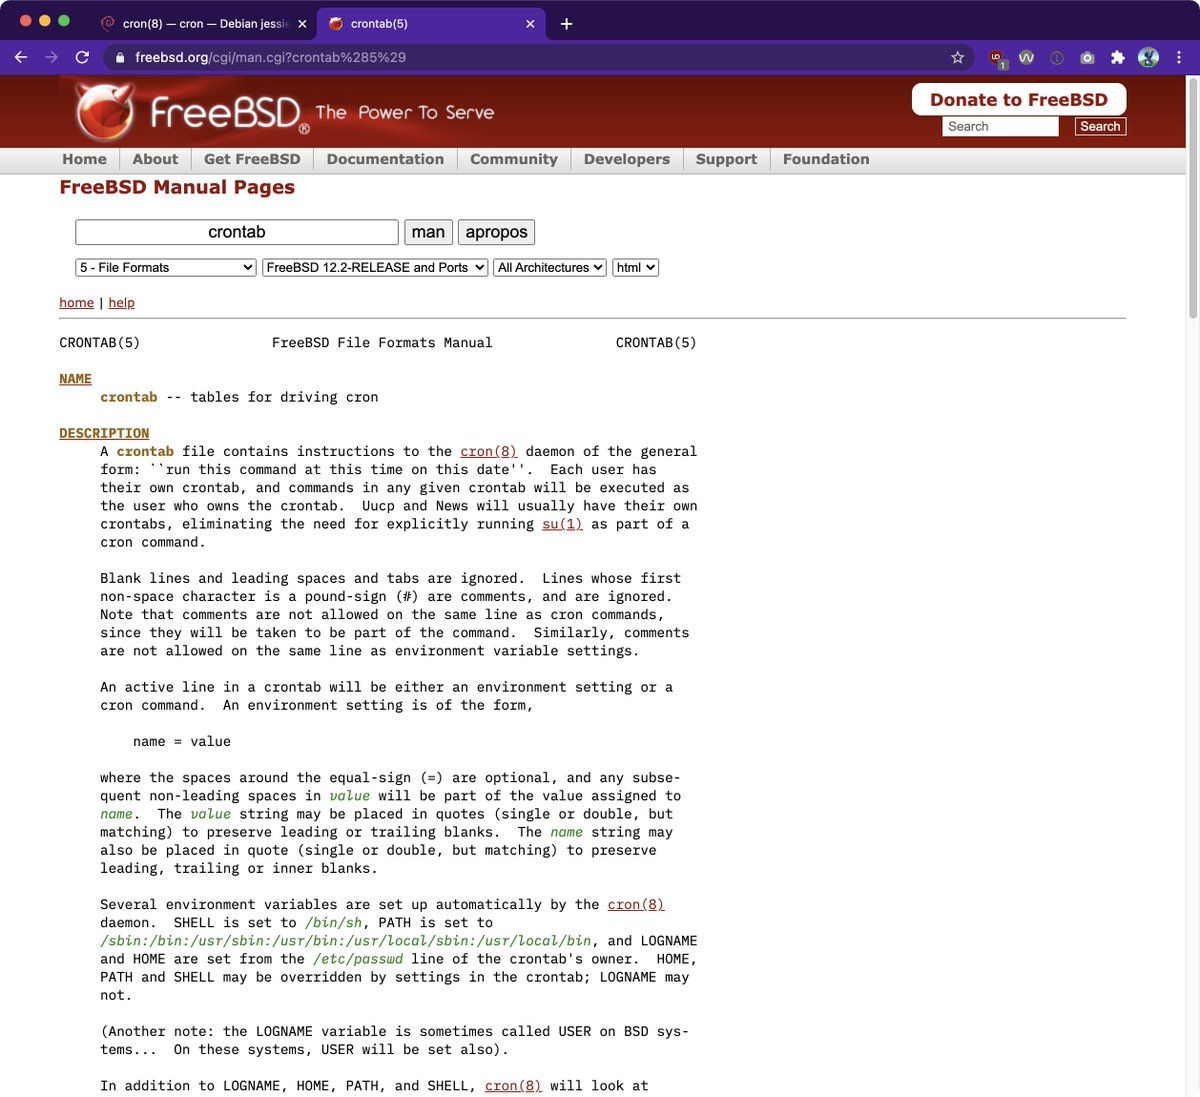 cron(8) — cron — Debian jessie
crontab(5)
freebsd.org/cgi/man.cgi?crontab%285%29
1
FreeBSD® The Power To Serve
Donate to FreeBSD
Search Search
Home About Get FreeBSD Documentation Community Developers Support Foundation
FreeBSD Manual Pages
crontab man apropos
5 - File Formats FreeBSD 12.2-RELEASE and Ports All Architectures html
home | help
CRONTAB(5) FreeBSD File Formats Manual CRONTAB(5)
NAME
crontab -- tables for driving cron
DESCRIPTION
A crontab file contains instructions to the cron(8) daemon of the general
form: ``run this command at this time on this date''. Each user has
their own crontab, and commands in any given crontab will be executed as
the user who owns the crontab. Uucp and News will usually have their own
crontabs, eliminating the need for explicitly running su(1) as part of a
cron command.
Blank lines and leading spaces and tabs are ignored. Lines whose first
non-space character is a pound-sign (#) are comments, and are ignored.
Note that comments are not allowed on the same line as cron commands,
since they will be taken to be part of the command. Similarly, comments
are not allowed on the same line as environment variable settings.
An active line in a crontab will be either an environment setting or a
cron command. An environment setting is of the form,
name = value
where the spaces around the equal-sign (=) are optional, and any subse-
quent non-leading spaces in value will be part of the value assigned to
name. The value string may be placed in quotes (single or double, but
matching) to preserve leading or trailing blanks. The name string may
also be placed in quote (single or double, but matching) to preserve
leading, trailing or inner blanks.
Several environment variables are set up automatically by the cron(8)
daemon. SHELL is set to /bin/sh, PATH is set to
/sbin:/bin:/usr/sbin:/usr/bin:/usr/local/sbin:/usr/local/bin, and LOGNAME
and HOME are set from the /etc/passwd line of the crontab's owner. HOME,
PATH and SHELL may be overridden by settings in the crontab; LOGNAME may
not.
(Another note: the LOGNAME variable is sometimes called USER on BSD sys-
tems... On these systems, USER will be set also).
In addition to LOGNAME, HOME, PATH, and SHELL, cron(8) will look at